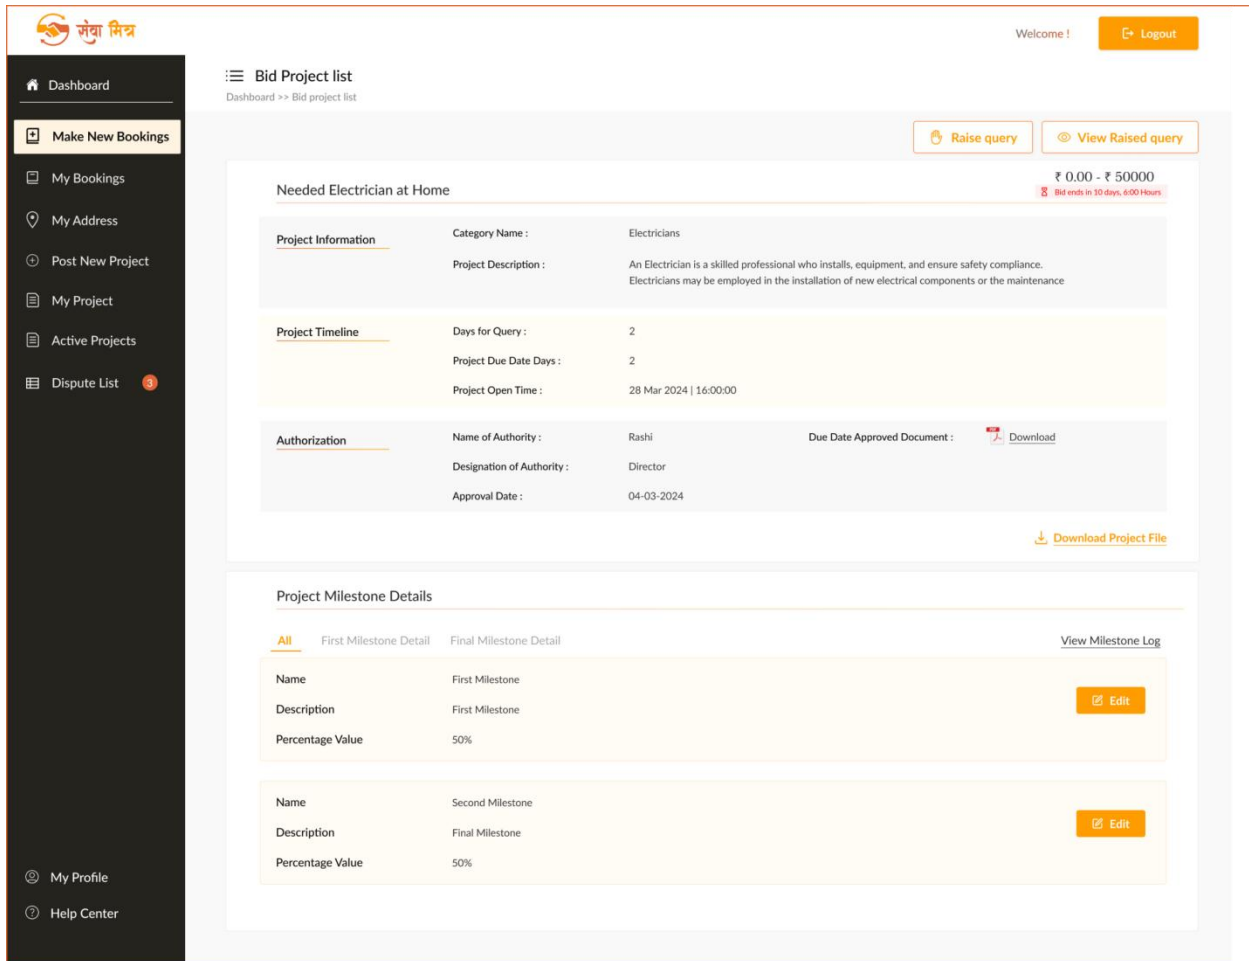 सेवा मित्र
Welcome !
Logout
Dashboard
Make New Bookings
My Bookings
My Address
Post New Project
My Project
Active Projects
Dispute List 3
My Profile
Help Center
Bid Project list
Dashboard >> Bid project list
Raise query
View Raised query
Needed Electrician at Home
₹ 0.00 - ₹ 50000
Bid ends in 10 days, 6:00 Hours
Project Information
Category Name : Electricians
Project Description : An Electrician is a skilled professional who installs, equipment, and ensure safety compliance.
Electricians may be employed in the installation of new electrical components or the maintenance
Project Timeline
Days for Query : 2
Project Due Date Days : 2
Project Open Time : 28 Mar 2024 | 16:00:00
Authorization
Name of Authority : Rashi
Due Date Approved Document : PDF Download
Designation of Authority : Director
Approval Date : 04-03-2024
Download Project File
Project Milestone Details
All First Milestone Detail Final Milestone Detail
View Milestone Log
Name First Milestone
Description First Milestone
Percentage Value 50%
Edit
Name Second Milestone
Description Final Milestone
Percentage Value 50%
Edit